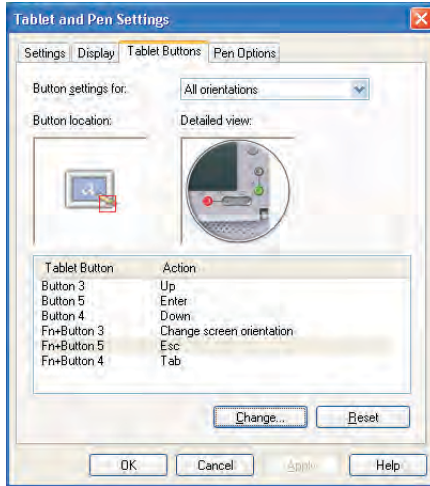 Tablet and Pen Settings
Settings Display Tablet Buttons Pen Options
Button settings for: All orientations
Button location: Detailed view:
Tablet Button Action
Button 3 Up
Button 5 Enter
Button 4 Down
Fn+Button 3 Change screen orientation
Fn+Button 5 Esc
Fn+Button 4 Tab
Change... Reset
OK Cancel Apply Help